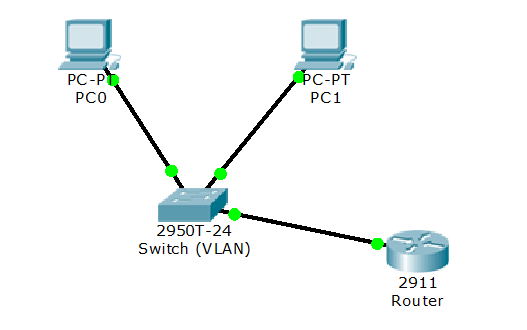 PC-PT
PC0
PC-PT
PC1
2950T-24
Switch (VLAN)
2911
Router